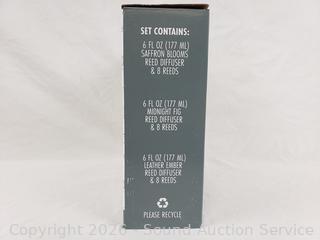 SET CONTAINS:
6 FL OZ (177 ML)
SAFFRON BLOOMS
REED DIFFUSER
& 8 REEDS
6 FL OZ (177 ML)
MIDNIGHT FIG
REED DIFFUSER
& 8 REEDS
6 FL OZ (177 ML)
LEATHER EMBER
REED DIFFUSER
& 8 REEDS
PLEASE RECYCLE
Copyright 2026 - Sound Auction Service